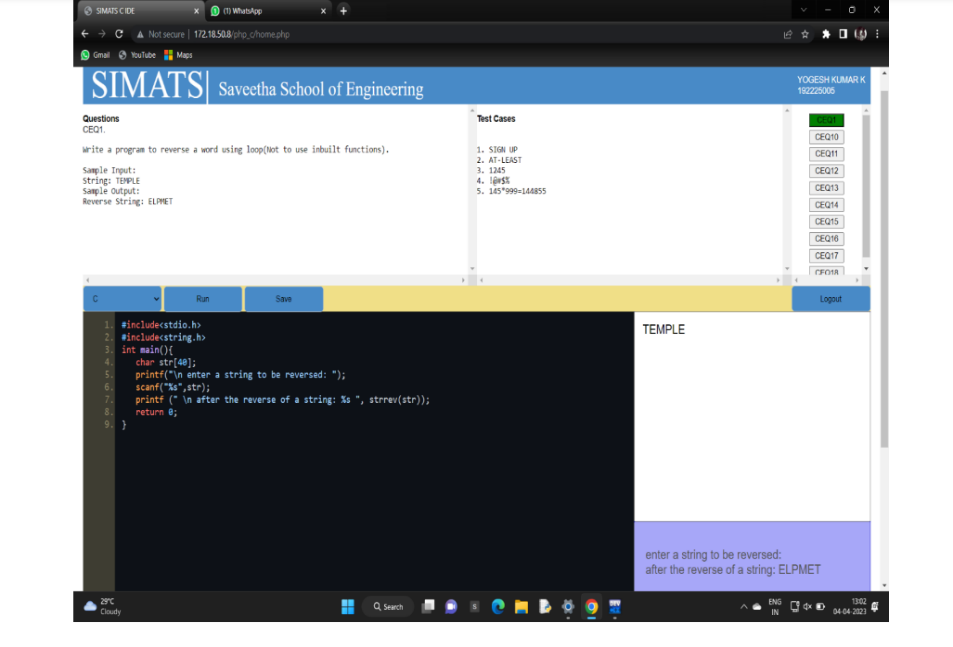 SIMATS C IDE
(1) WhatsApp
Not secure | 172.18.50.8/php_c/home.php
Gmail YouTube Maps
SIMATS| Saveetha School of Engineering
YOGESH KUMAR K
192225005
Questions
CEQ1.
Write a program to reverse a word using loop(Not to use inbuilt functions).
Sample Input:
String: TEMPLE
Sample Output:
Reverse String: ELPMET
Test Cases
1. SIGN UP
2. AT-LEAST
3. 1245
4. !@#$%
5. 145*999=144855
CEQ1
CEQ10
CEQ11
CEQ12
CEQ13
CEQ14
CEQ15
CEQ16
CEQ17
CEQ18
C Run Save Logout
1. #include<stdio.h>
2. #include<string.h>
3. int main(){
4. char str[40];
5. printf("\n enter a string to be reversed: ");
6. scanf("%s",str);
7. printf (" \n after the reverse of a string: %s ", strrev(str));
8. return 0;
9. }
TEMPLE
enter a string to be reversed:
after the reverse of a string: ELPMET
29°C
Cloudy
Search
ENG
IN
13:02
04-04-2023